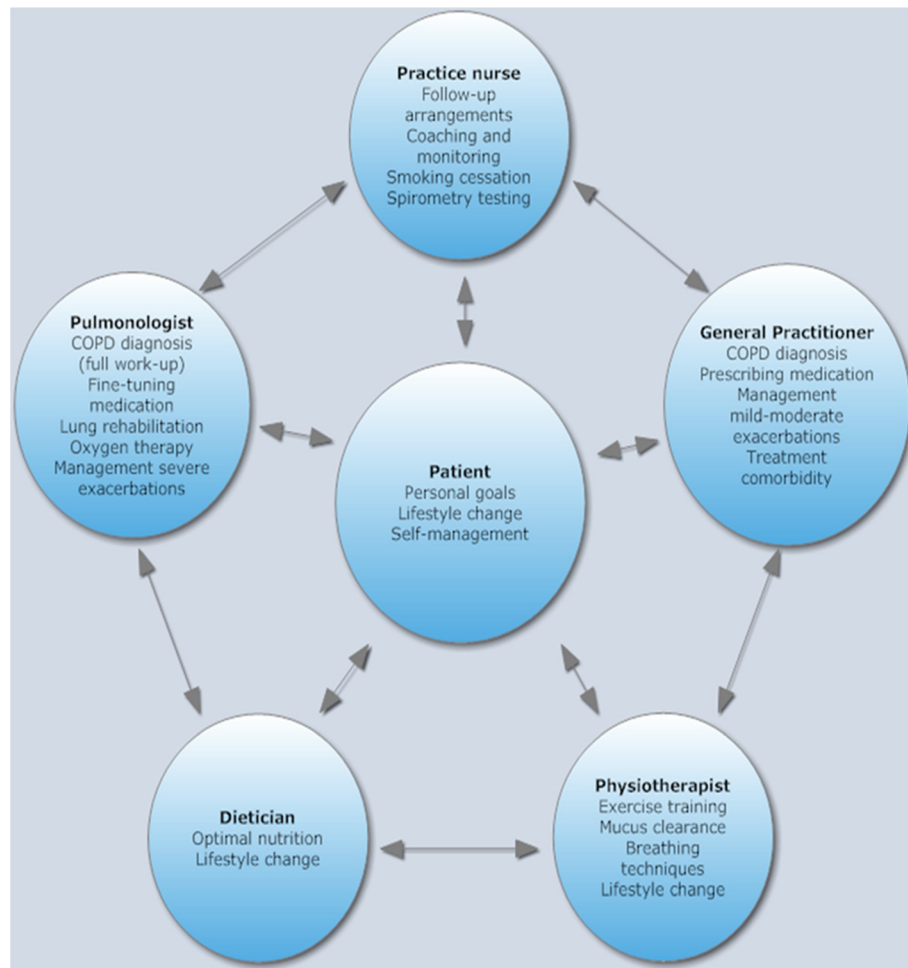 Practice nurse
Follow-up
arrangements
Coaching and
monitoring
Smoking cessation
Spirometry testing
Pulmonologist
COPD diagnosis
(full work-up)
Fine-tuning
medication
Lung rehabilitation
Oxygen therapy
Management severe
exacerbations
General Practitioner
COPD diagnosis
Prescribing medication
Management
mild-moderate
exacerbations
Treatment
comorbidity
Patient
Personal goals
Lifestyle change
Self-management
Dietician
Optimal nutrition
Lifestyle change
Physiotherapist
Exercise training
Mucus clearance
Breathing
techniques
Lifestyle change